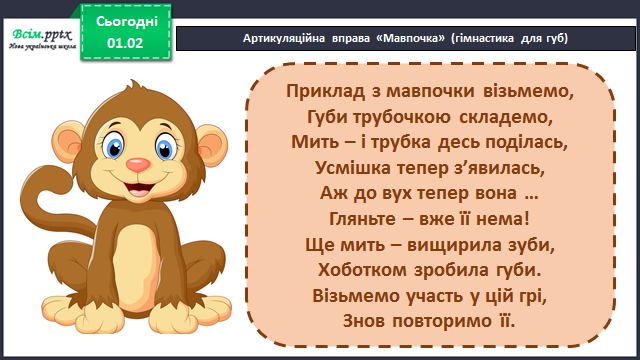 Всім.pptx
Нова українська школа
Сьогодні
01.02
Артикуляційна вправа «Мавпочка» (гімнастика для губ)
Приклад з мавпочки візьмемо,
Губи трубочкою складемо,
Мить – і трубка десь поділась,
Усмішка тепер з’явилась,
Аж до вух тепер вона ...
Гляньте – вже її нема!
Ще мить – вищирила зуби,
Хоботком зробила губи.
Візьмемо участь у цій грі,
Знов повторимо її.